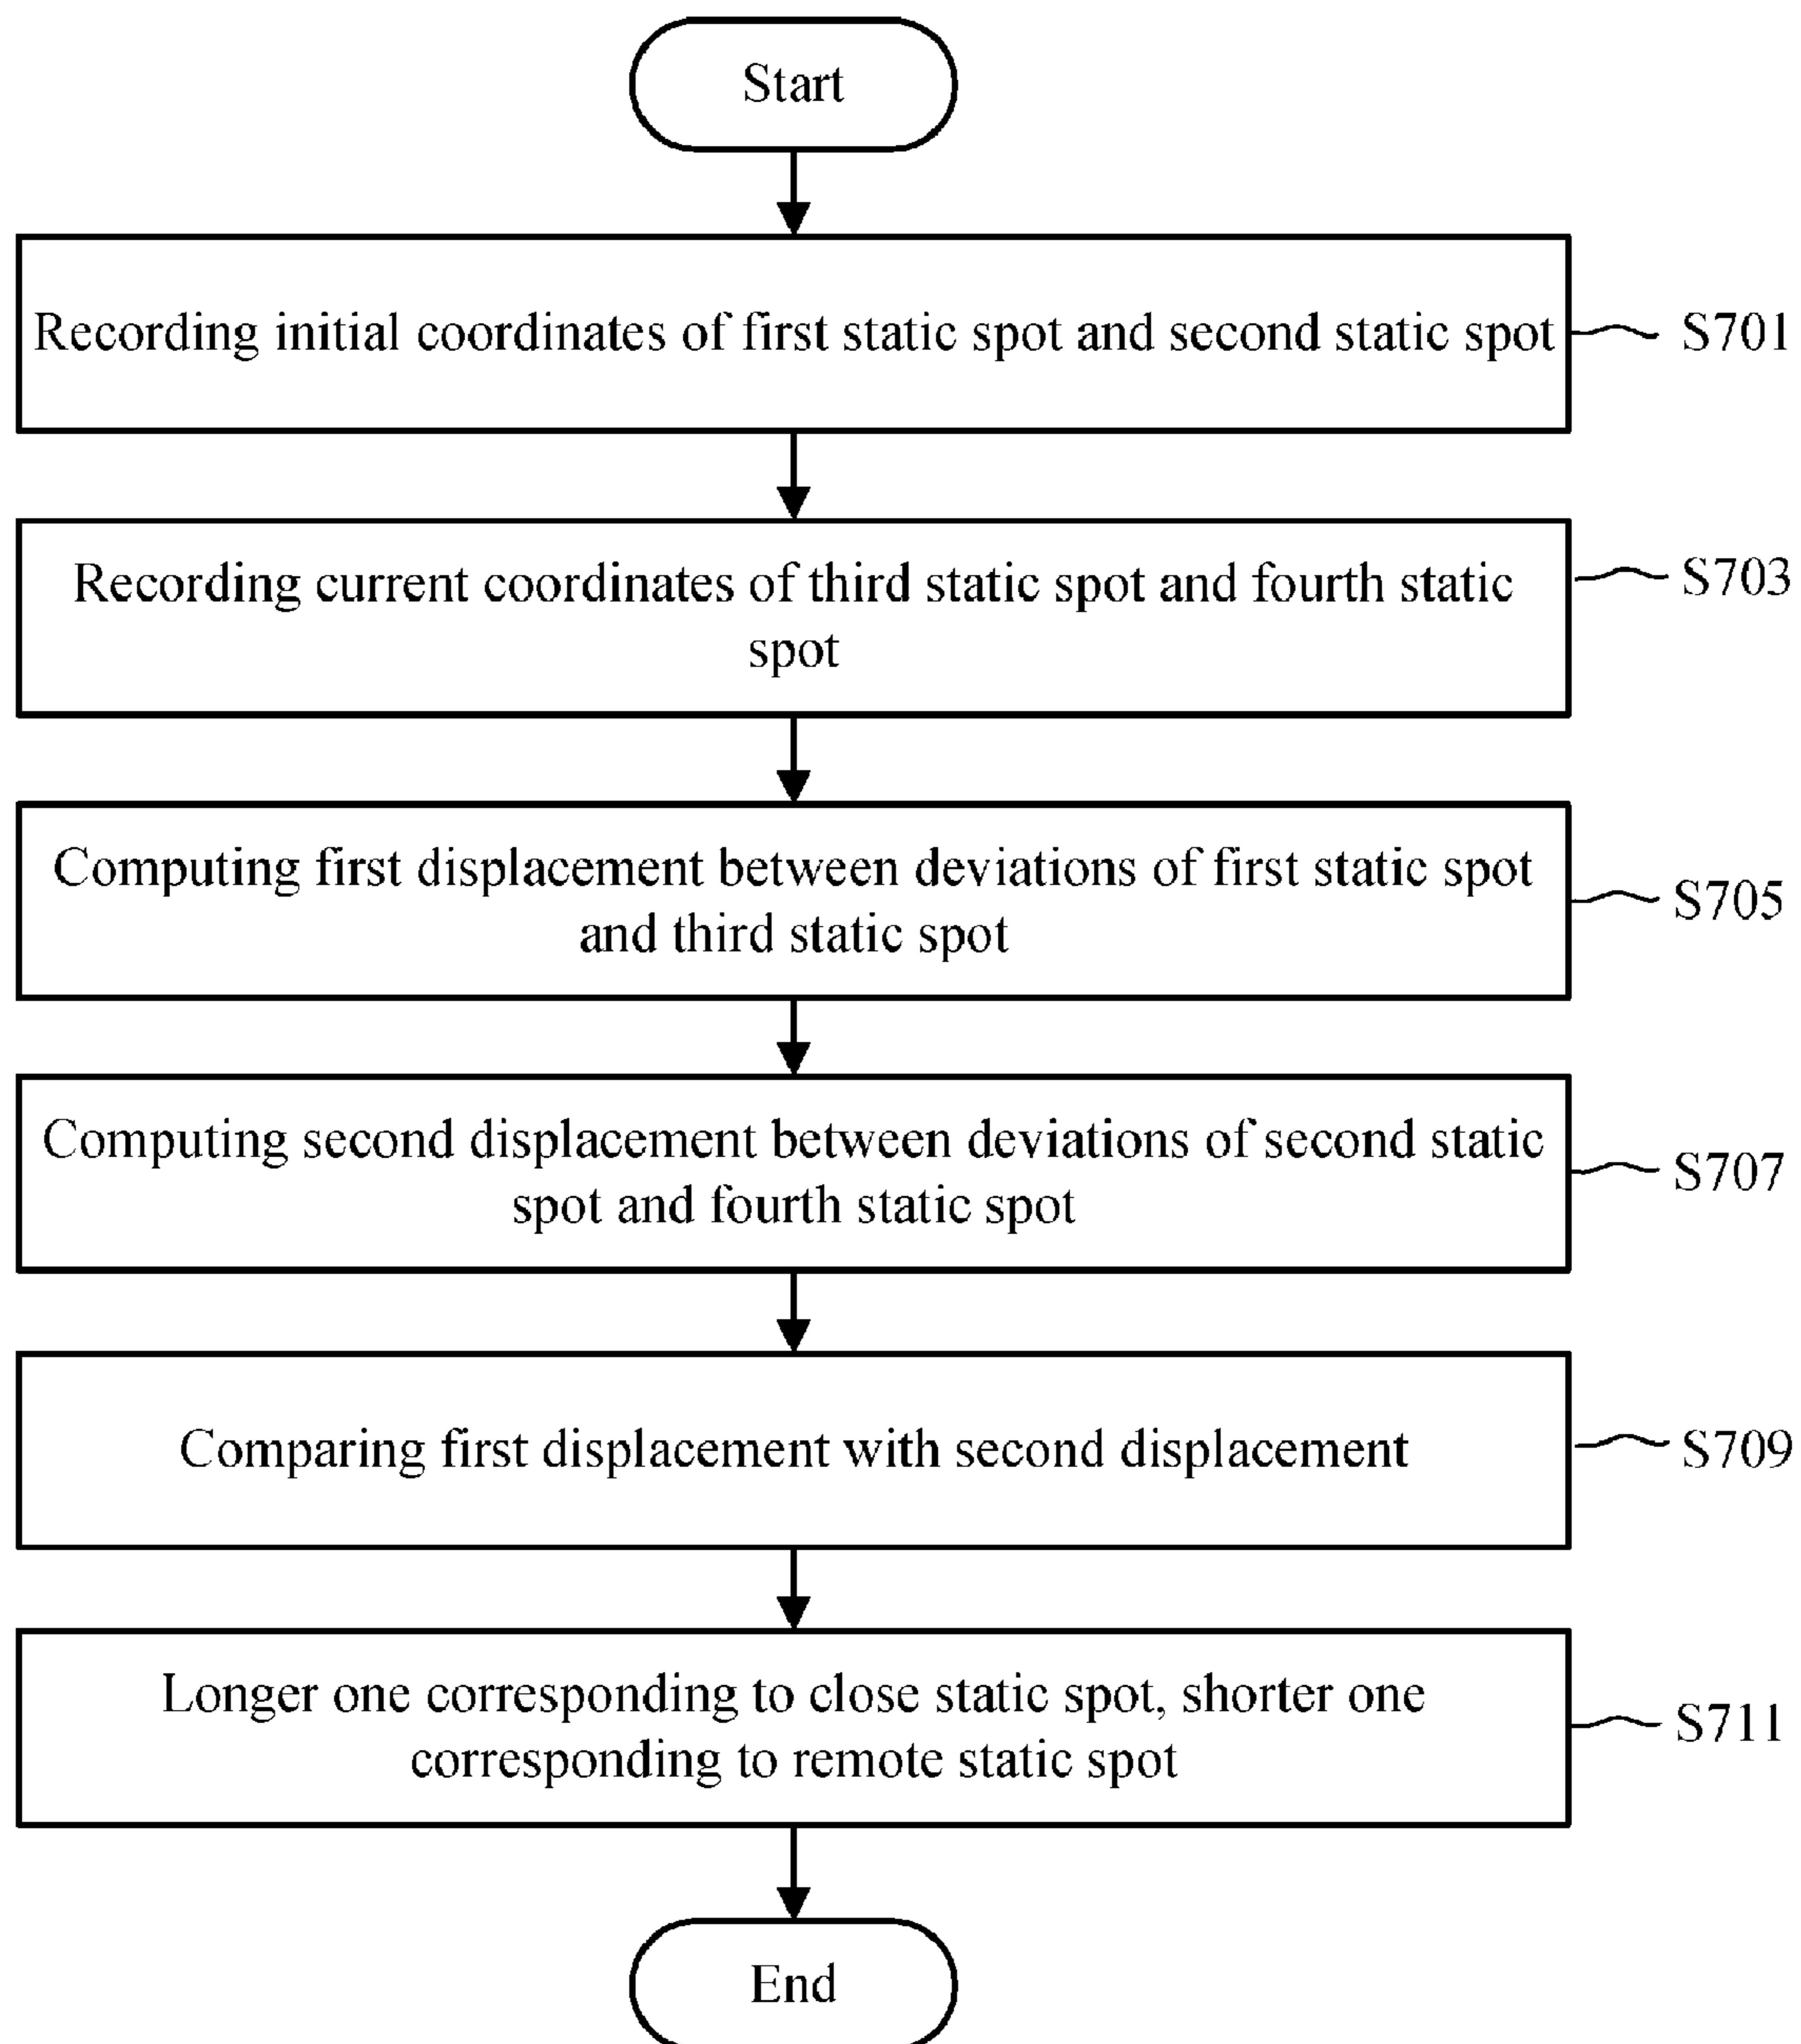 Start
Recording initial coordinates of first static spot and second static spot
S701
Recording current coordinates of third static spot and fourth static
spot
S703
Computing first displacement between deviations of first static spot
and third static spot
S705
Computing second displacement between deviations of second static
spot and fourth static spot
S707
Comparing first displacement with second displacement
S709
Longer one corresponding to close static spot, shorter one
corresponding to remote static spot
S711
End